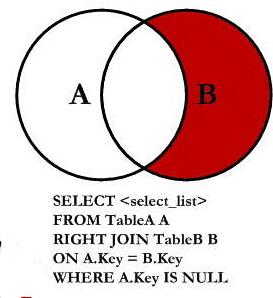 A B
SELECT <select_list>
FROM TableA A
RIGHT JOIN TableB B
ON A.Key = B.Key
WHERE A.Key IS NULL